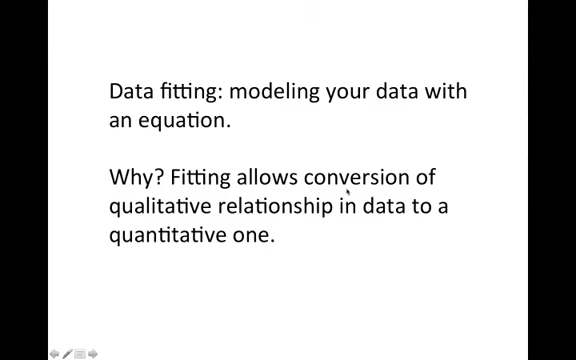 Data fitting: modeling your data with
an equation.
Why? Fitting allows conversion of
qualitative relationship in data to a
quantitative one.